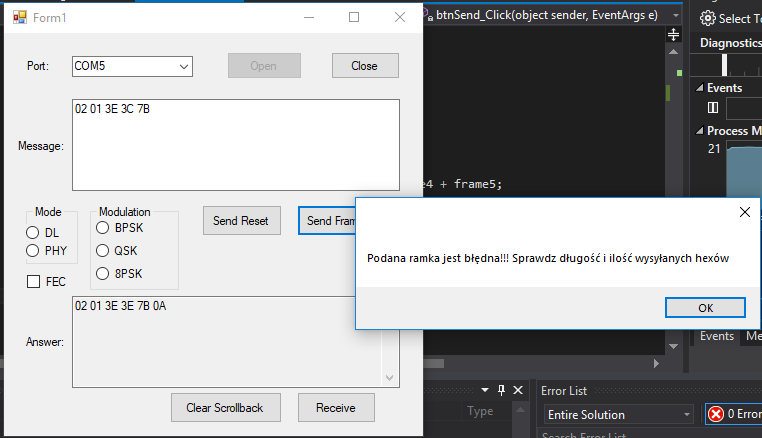 Form1
btnSend_Click(object sender, EventArgs e)
Select
Port:
COM5
Open
Close
Diagnostics
Events
Process M
21
Message:
02 01 3E 3C 7B
+ frame5;
Mode
DL
PHY
FEC
Modulation
BPSK
QSK
8PSK
Send Reset
Send Fram
Podana ramka jest błędna!!! Sprawdz długość i ilość wysyłanych hexów
OK
Answer:
02 01 3E 3E 7B 0A
Events
Clear Scrollback
Receive
Type
Error List
Entire Solution
0 Error
Search Error List